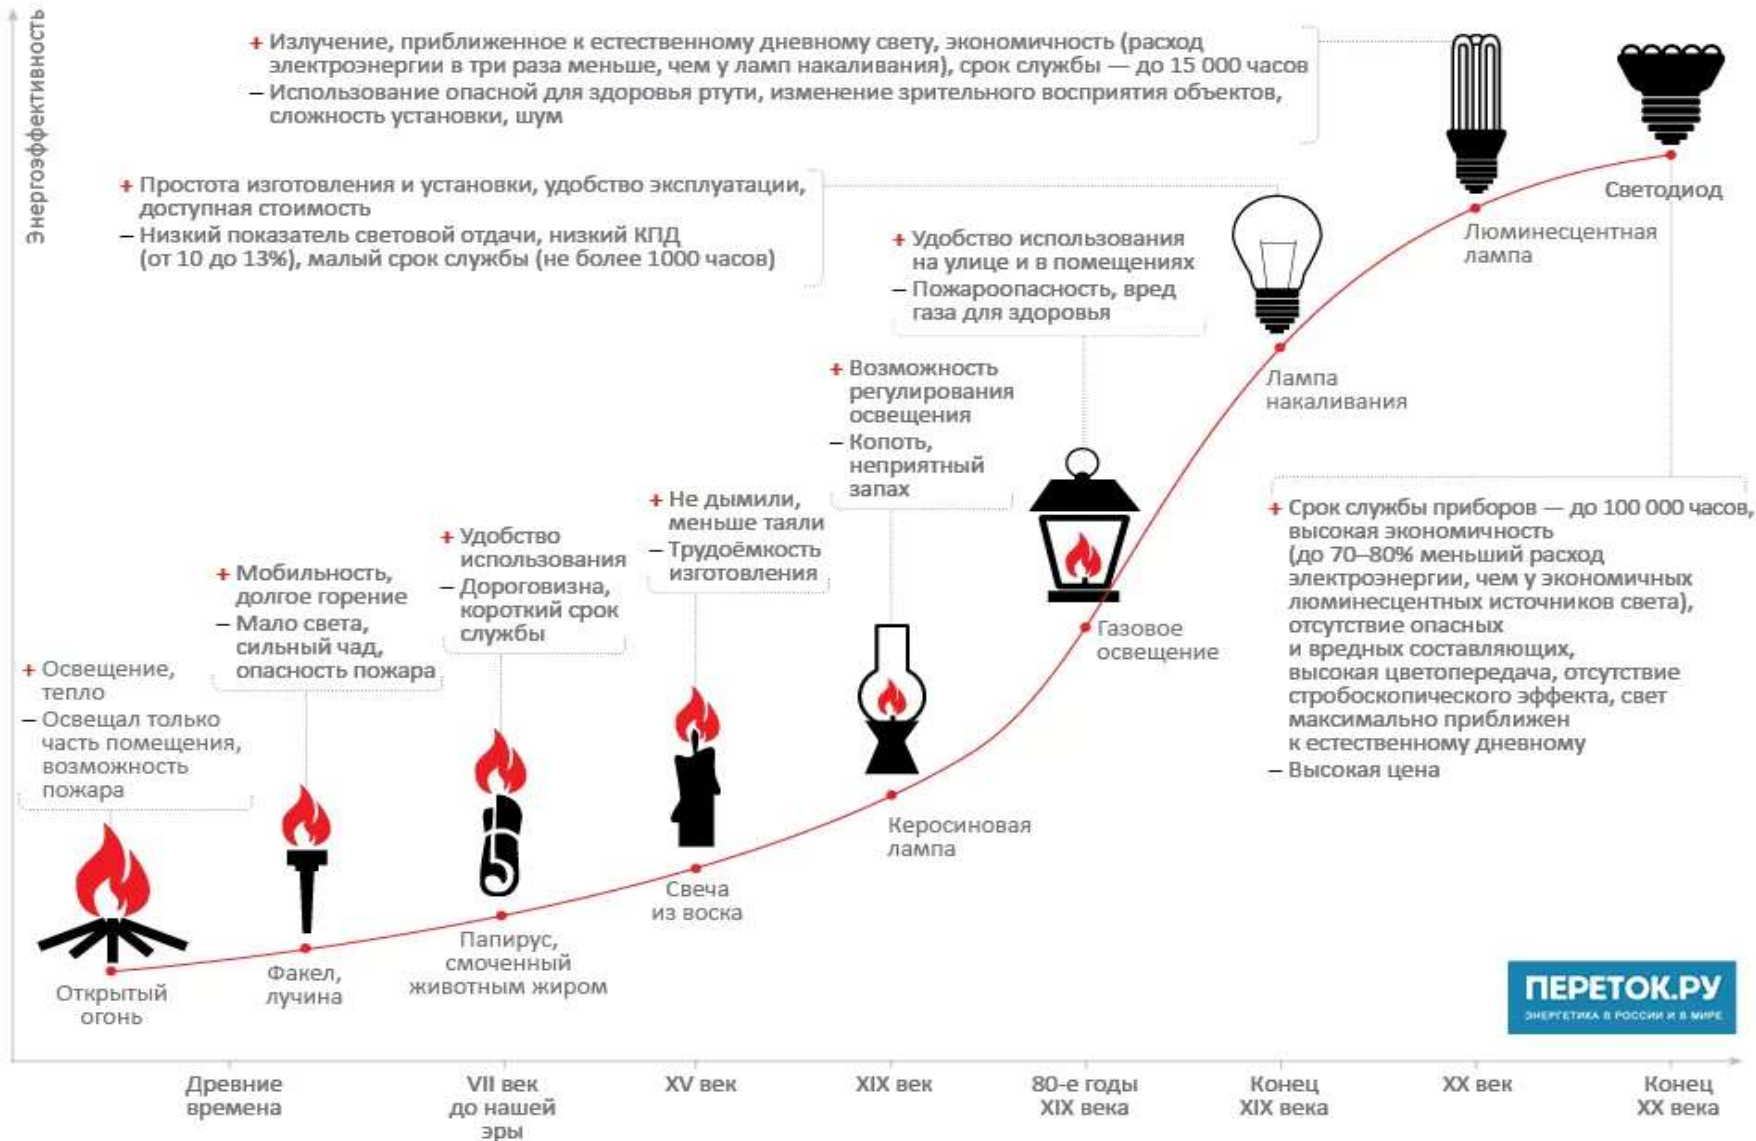 Энергоэффективность
+ Излучение, приближенное к естественному дневному свету, экономичность (расход
электроэнергии в три раза меньше, чем у ламп накаливания), срок службы — до 15 000 часов
– Использование опасной для здоровья ртути, изменение зрительного восприятия объектов,
сложность установки, шум
+ Простота изготовления и установки, удобство эксплуатации,
доступная стоимость
– Низкий показатель световой отдачи, низкий КПД
(от 10 до 13%), малый срок службы (не более 1000 часов)
+ Удобство использования
на улице и в помещениях
– Пожароопасность, вред
газа для здоровья
+ Возможность
регулирования
освещения
– Копоть,
неприятный
запах
+ Не дымили,
меньше таяли
– Трудоёмкость
изготовления
+ Удобство
использования
– Дороговизна,
короткий срок
службы
+ Мобильность,
долгое горение
– Мало света,
сильный чад,
опасность пожара
+ Освещение,
тепло
– Освещал только
часть помещения,
возможность
пожара
+ Срок службы приборов — до 100 000 часов,
высокая экономичность
(до 70–80% меньший расход
электроэнергии, чем у экономичных
люминесцентных источников света),
отсутствие опасных
и вредных составляющих,
высокая цветопередача, отсутствие
стробоскопического эффекта, свет
максимально приближен
к естественному дневному
– Высокая цена
Открытый
огонь
Факел,
лучина
Папирус,
смоченный
животным жиром
Свеча
из воска
Керосиновая
лампа
Газовое
освещение
Лампа
накаливания
Люминесцентная
лампа
Светодиод
ПЕРЕТОК.РУ
ЭНЕРГЕТИКА В РОССИИ И В МИРЕ
Древние
времена
VII век
до нашей
эры
XV век
XIX век
80-е годы
XIX века
Конец
XIX века
XX век
Конец
XX века